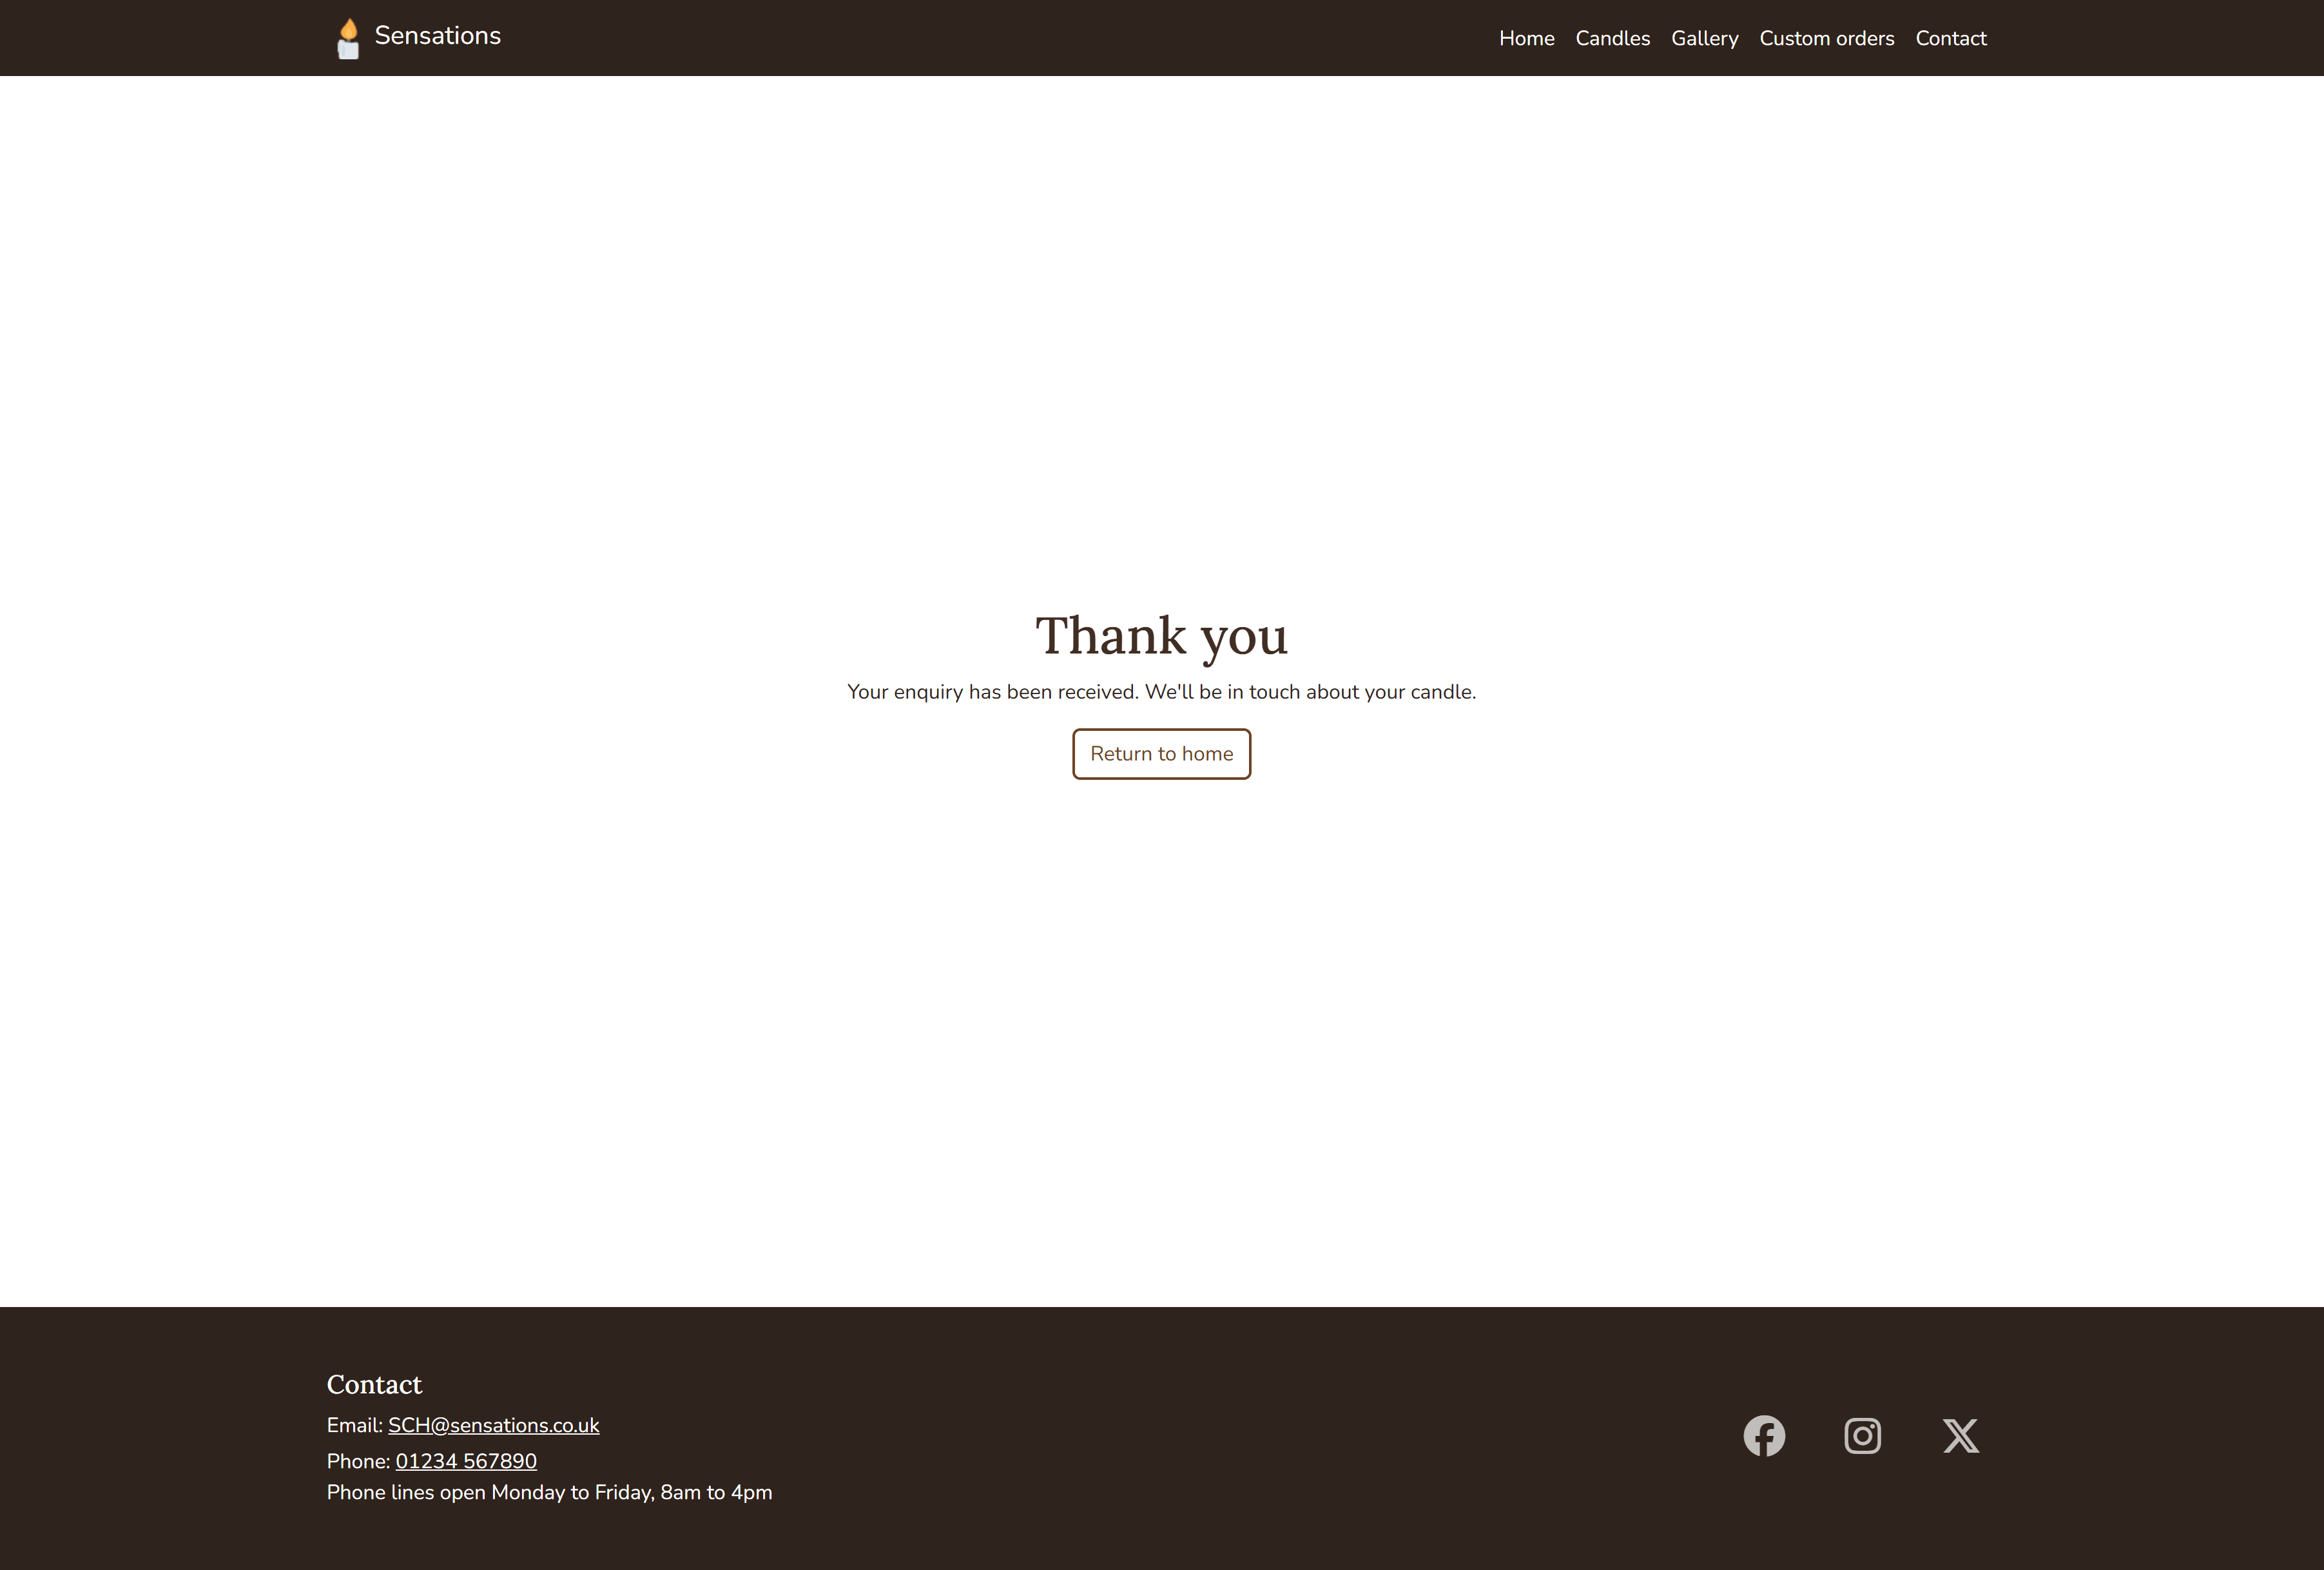 Sensations
Home Candles Gallery Custom orders Contact
Thank you
Your enquiry has been received. We'll be in touch about your candle.
Return to home
Contact
Email: SCH@sensations.co.uk
Phone: 01234 567890
Phone lines open Monday to Friday, 8am to 4pm